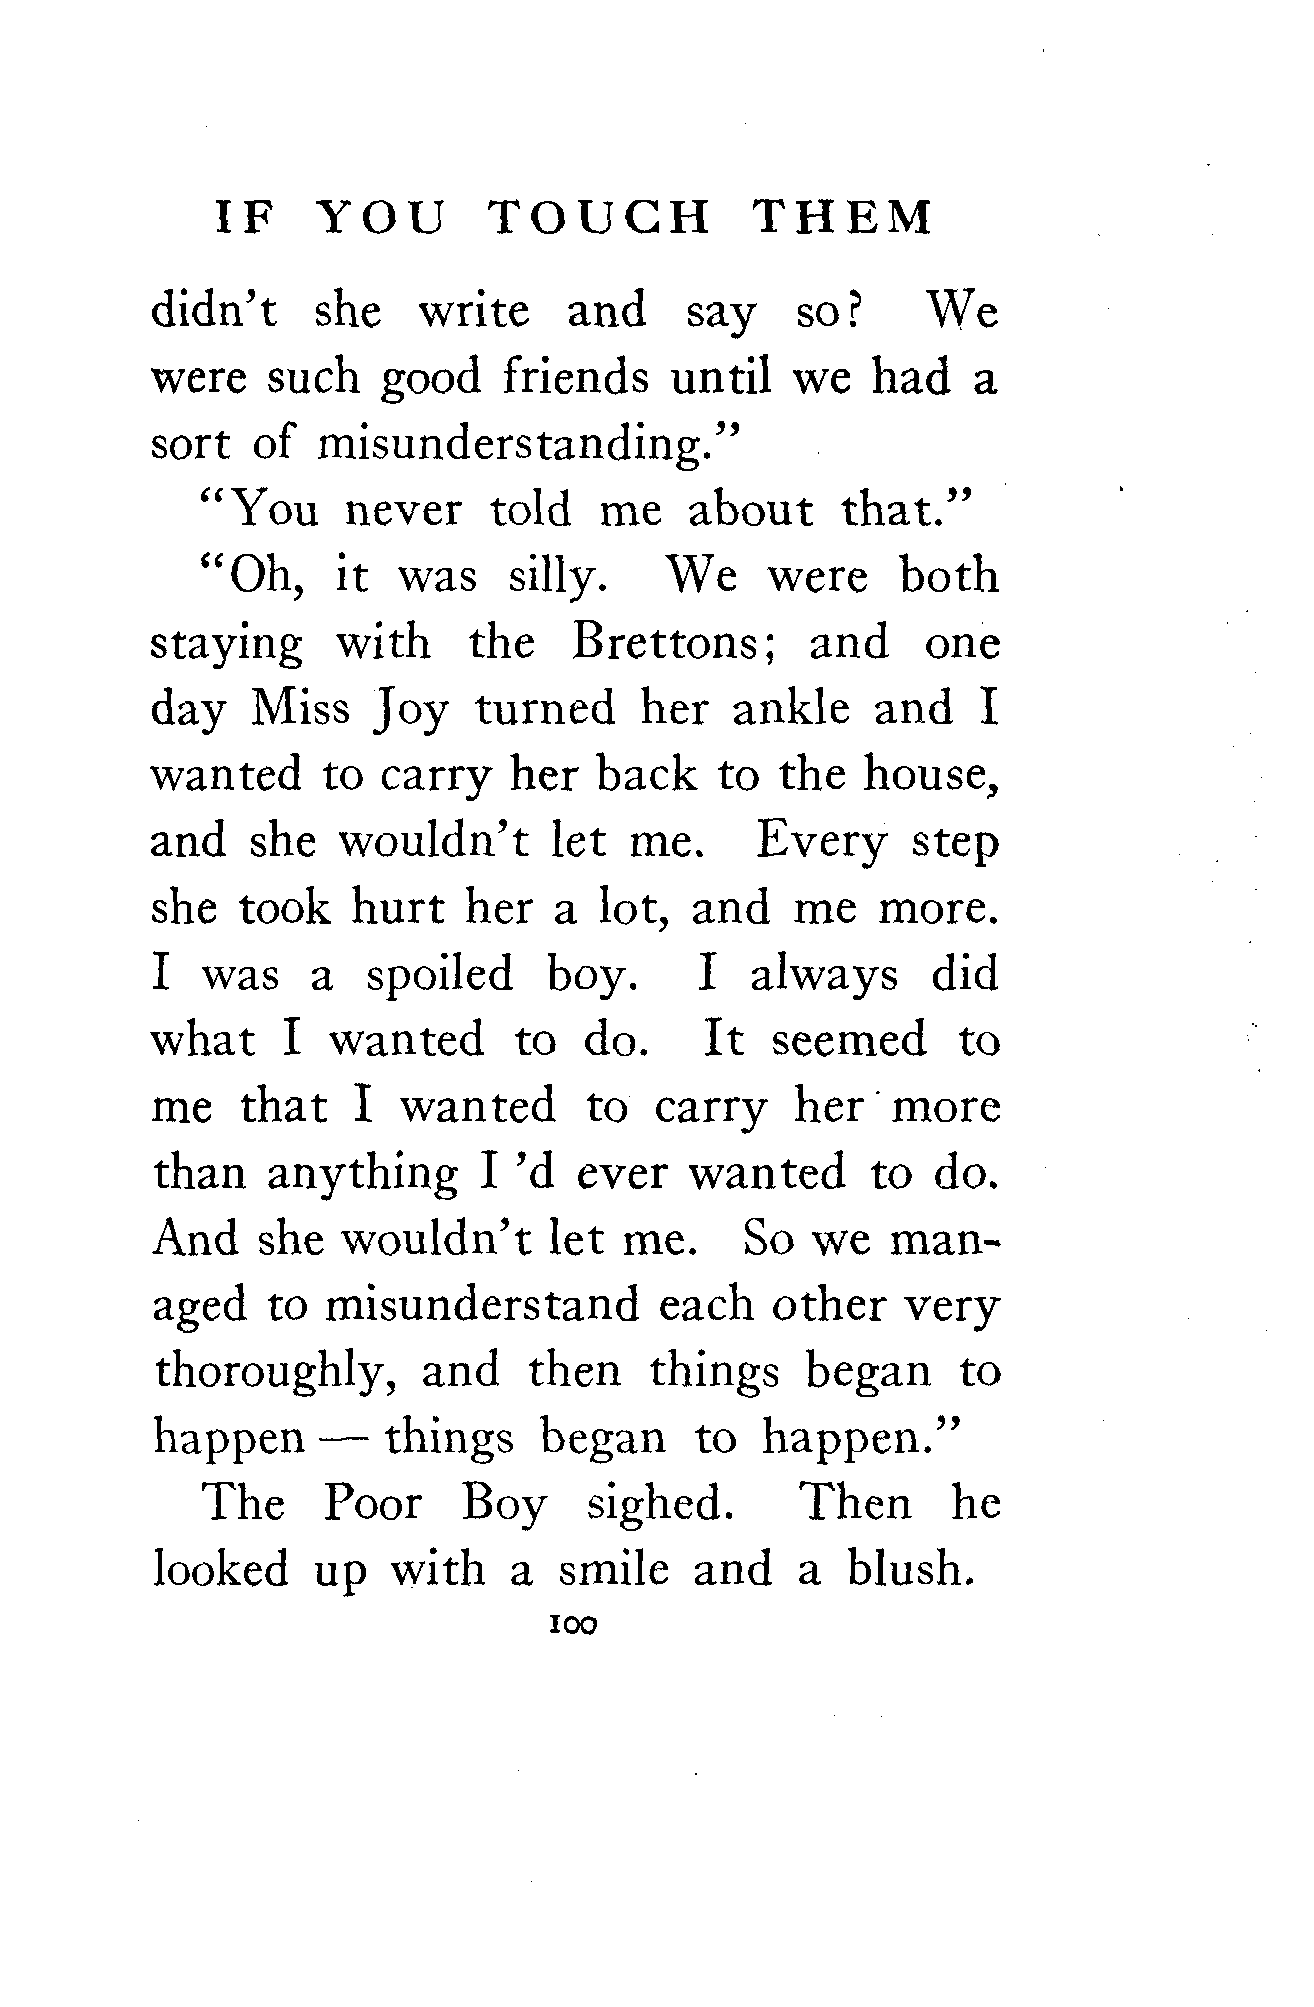 IF YOU TOUCH THEM
didn't she write and say so? We
were such good friends until we had a
sort of misunderstanding."
"You never told me about that."
"Oh, it was silly. We were both
staying with the Brettons; and one
day Miss Joy turned her ankle and I
wanted to carry her back to the house,
and she wouldn't let me. Every step
she took hurt her a lot, and me more.
I was a spoiled boy. I always did
what I wanted to do. It seemed to
me that I wanted to carry her more
than anything I 'd ever wanted to do.
And she wouldn't let me. So we man-
aged to misunderstand each other very
thoroughly, and then things began to
happen — things began to happen."
The Poor Boy sighed. Then he
looked up with a smile and a blush.
100